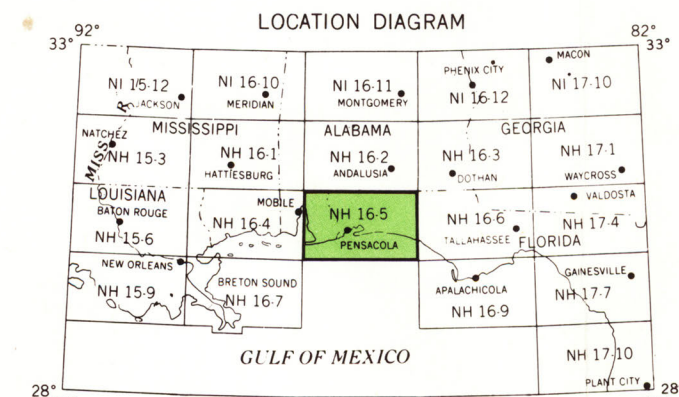 LOCATION DIAGRAM
92° 82°
33° 33°
NI 15-12 JACKSON
NI 16-10 MERIDIAN
NI 16-11 MONTGOMERY
PHENIX CITY NI 16-12
MACON NI 17-10
MISSISSIPPI ALABAMA GEORGIA
MISS. R.
NATCHEZ NH 15-3
NH 16-1 HATTIESBURG
NH 16-2 ANDALUSIA
NH 16-3 DOTHAN
NH 17-1 WAYCROSS
LOUISIANA
BATON ROUGE NH 15-6
MOBILE NH 16-4
NH 16-5 PENSACOLA
NH 16-6 TALLAHASSEE
VALDOSTA NH 17-4
FLORIDA
NEW ORLEANS NH 15-9
BRETON SOUND NH 16-7
APALACHICOLA NH 16-9
GAINESVILLE NH 17-7
GULF OF MEXICO
NH 17-10 PLANT CITY
28° 28